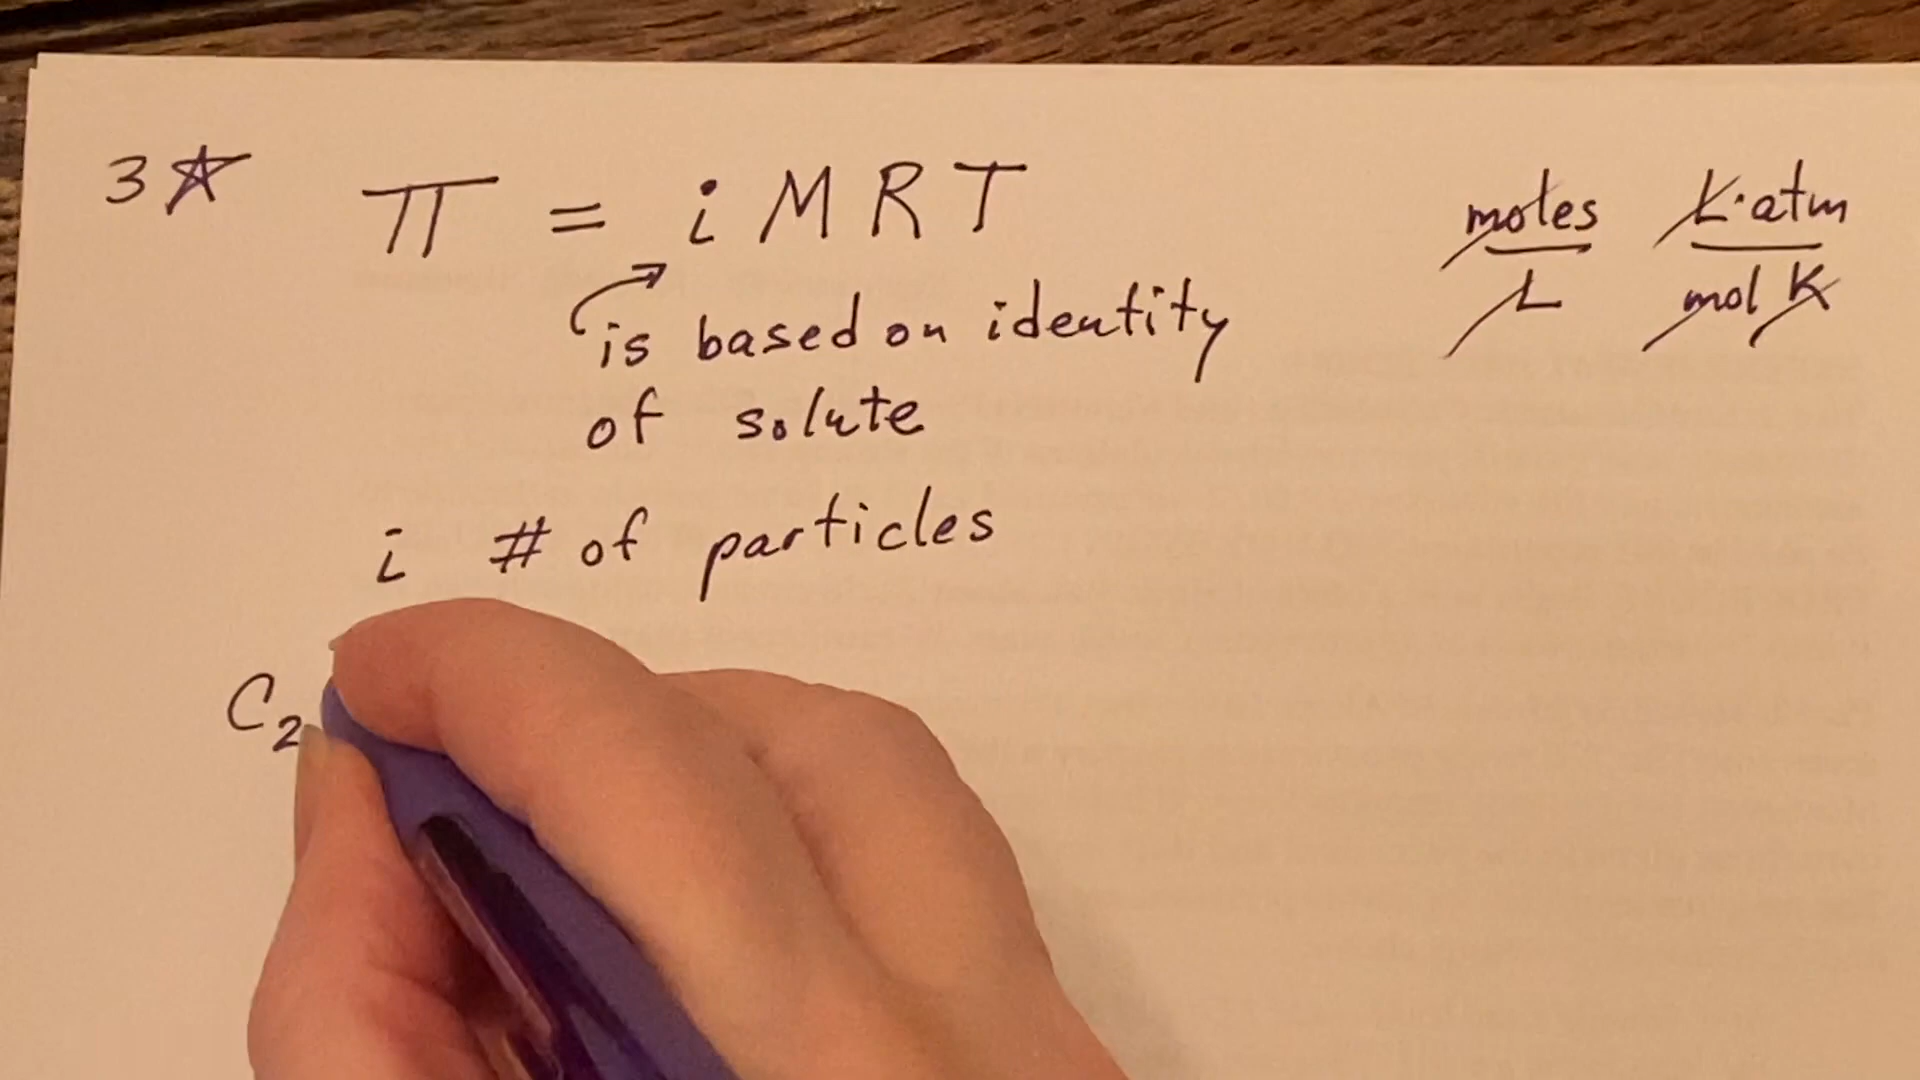 3☆ π = i M R T
moles L·atm
L mol K
is based on identity
of solute
i # of particles
C₂